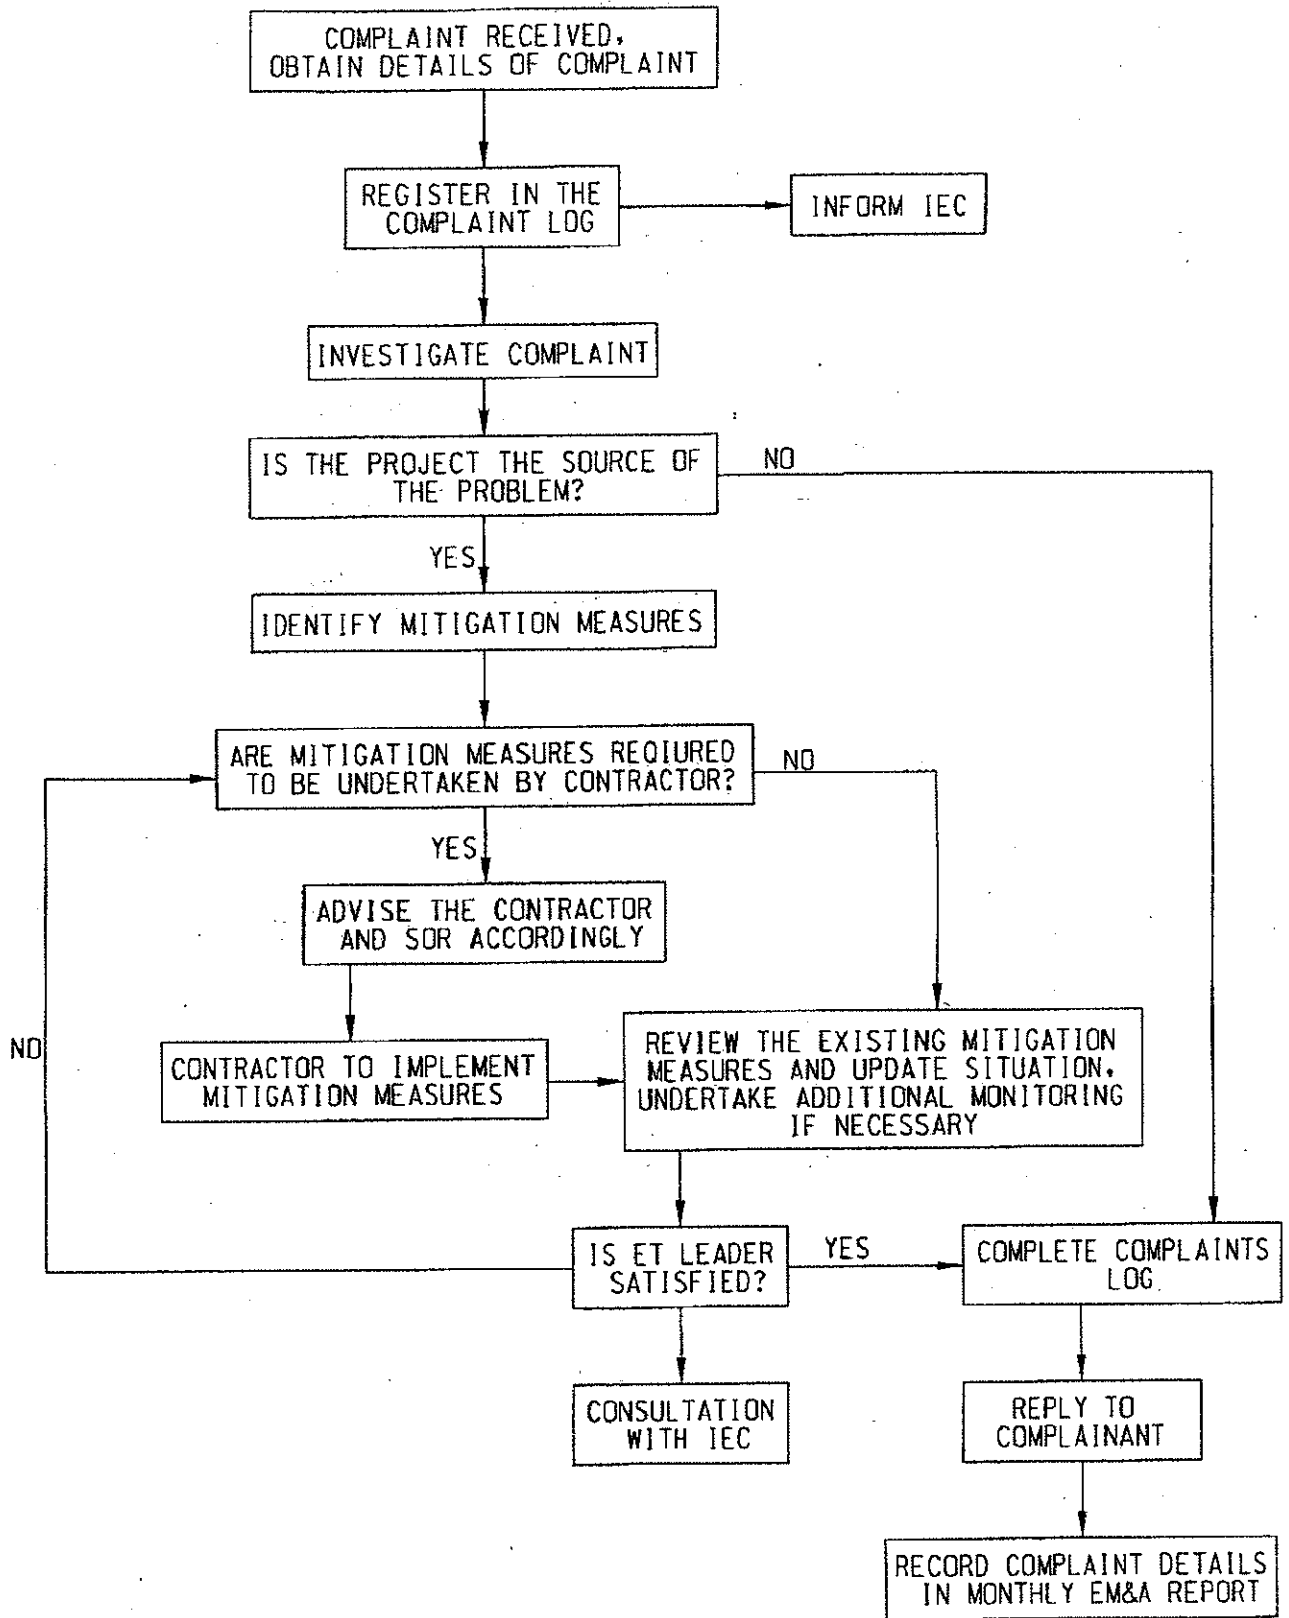 COMPLAINT RECEIVED,
OBTAIN DETAILS OF COMPLAINT
REGISTER IN THE
COMPLAINT LOG
INFORM IEC
INVESTIGATE COMPLAINT
IS THE PROJECT THE SOURCE OF
THE PROBLEM?
NO
YES
IDENTIFY MITIGATION MEASURES
ARE MITIGATION MEASURES REQIURED
TO BE UNDERTAKEN BY CONTRACTOR?
NO
YES
ADVISE THE CONTRACTOR
AND SOR ACCORDINGLY
NO
CONTRACTOR TO IMPLEMENT
MITIGATION MEASURES
REVIEW THE EXISTING MITIGATION
MEASURES AND UPDATE SITUATION.
UNDERTAKE ADDITIONAL MONITORING
IF NECESSARY
IS ET LEADER
SATISFIED?
YES
COMPLETE COMPLAINTS
LOG
CONSULTATION
WITH IEC
REPLY TO
COMPLAINANT
RECORD COMPLAINT DETAILS
IN MONTHLY EM&A REPORT